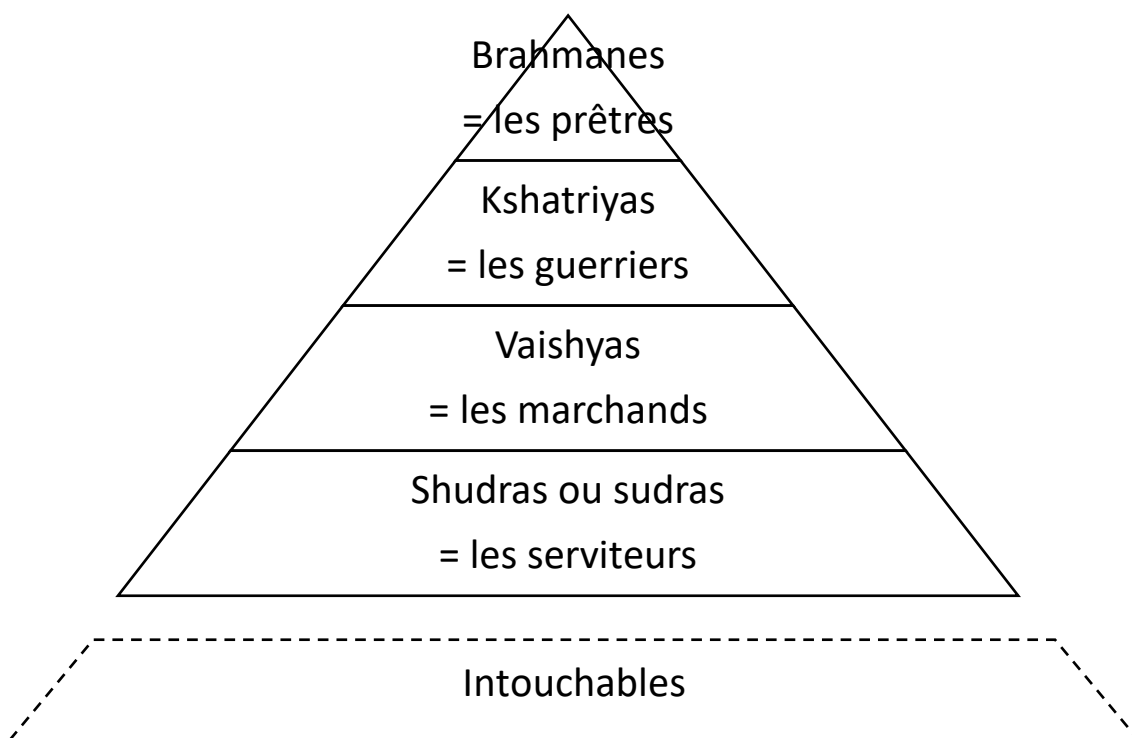 Brahmanes
= les prêtres
Kshatriyas
= les guerriers
Vaishyas
= les marchands
Shudras ou sudras
= les serviteurs
Intouchables